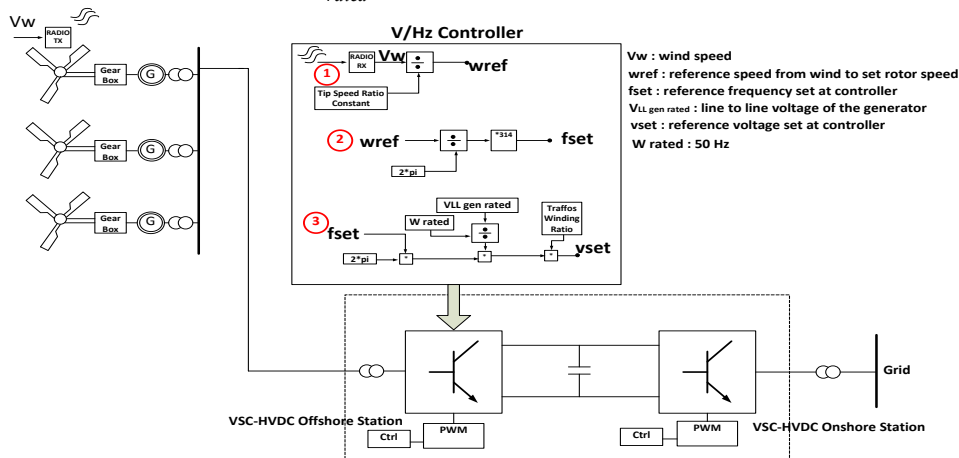 V/Hz Controller
Vw
RADIO TX
Gear Box
G
Gear Box
G
Gear Box
G
1
RADIO RX
Vw
÷
wref
Tip Speed Ratio Constant
2
wref
÷
*314
fset
2*pi
3
fset
VLL gen rated
W rated
÷
Traffos Winding Ratio
2*pi
*
*
*
vset
Vw : wind speed
wref : reference speed from wind to set rotor speed
fset : reference frequency set at controller
VLL gen rated : line to line voltage of the generator
vset : reference voltage set at controller
W rated : 50 Hz
Grid
VSC-HVDC Offshore Station
PWM
Ctrl
VSC-HVDC Onshore Station
PWM
Ctrl